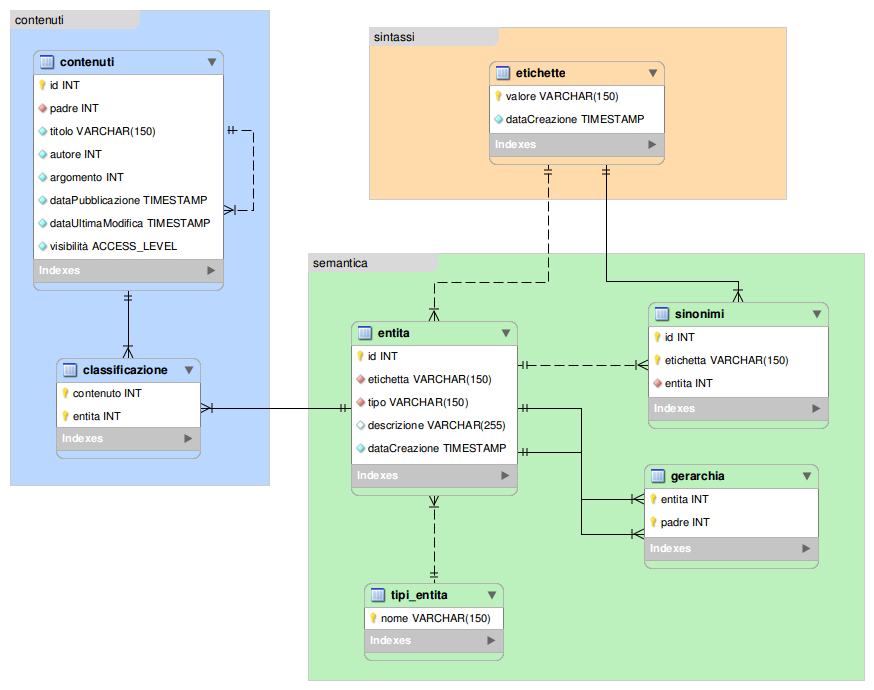 contenuti
contenuti
id INT
padre INT
titolo VARCHAR(150)
autore INT
argomento INT
dataPubblicazione TIMESTAMP
dataUltimaModifica TIMESTAMP
visibilità ACCESS_LEVEL
Indexes
classificazione
contenuto INT
entita INT
Indexes
sintassi
etichette
valore VARCHAR(150)
dataCreazione TIMESTAMP
Indexes
semantica
entita
id INT
etichetta VARCHAR(150)
tipo VARCHAR(150)
descrizione VARCHAR(255)
dataCreazione TIMESTAMP
Indexes
sinonimi
id INT
etichetta VARCHAR(150)
entita INT
Indexes
gerarchia
entita INT
padre INT
Indexes
tipi_entita
nome VARCHAR(150)
Indexes